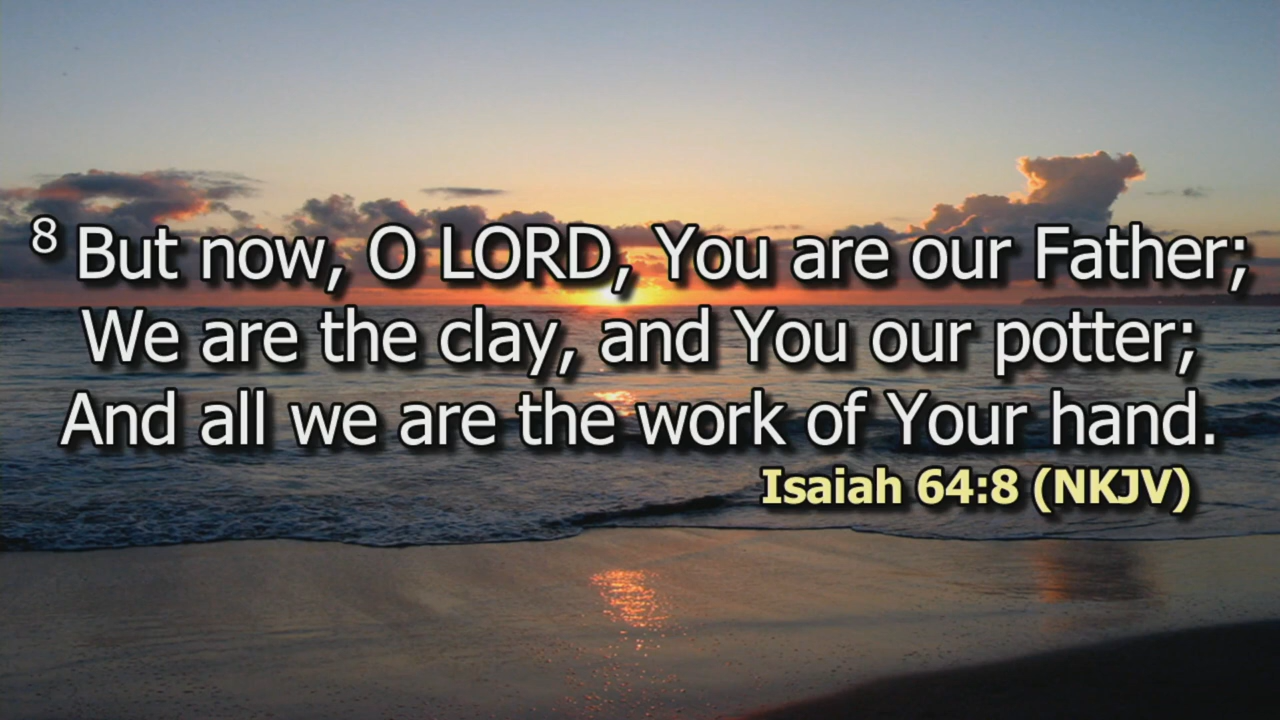 8 But now, O LORD, You are our Father;
We are the clay, and You our potter;
And all we are the work of Your hand.
Isaiah 64:8 (NKJV)